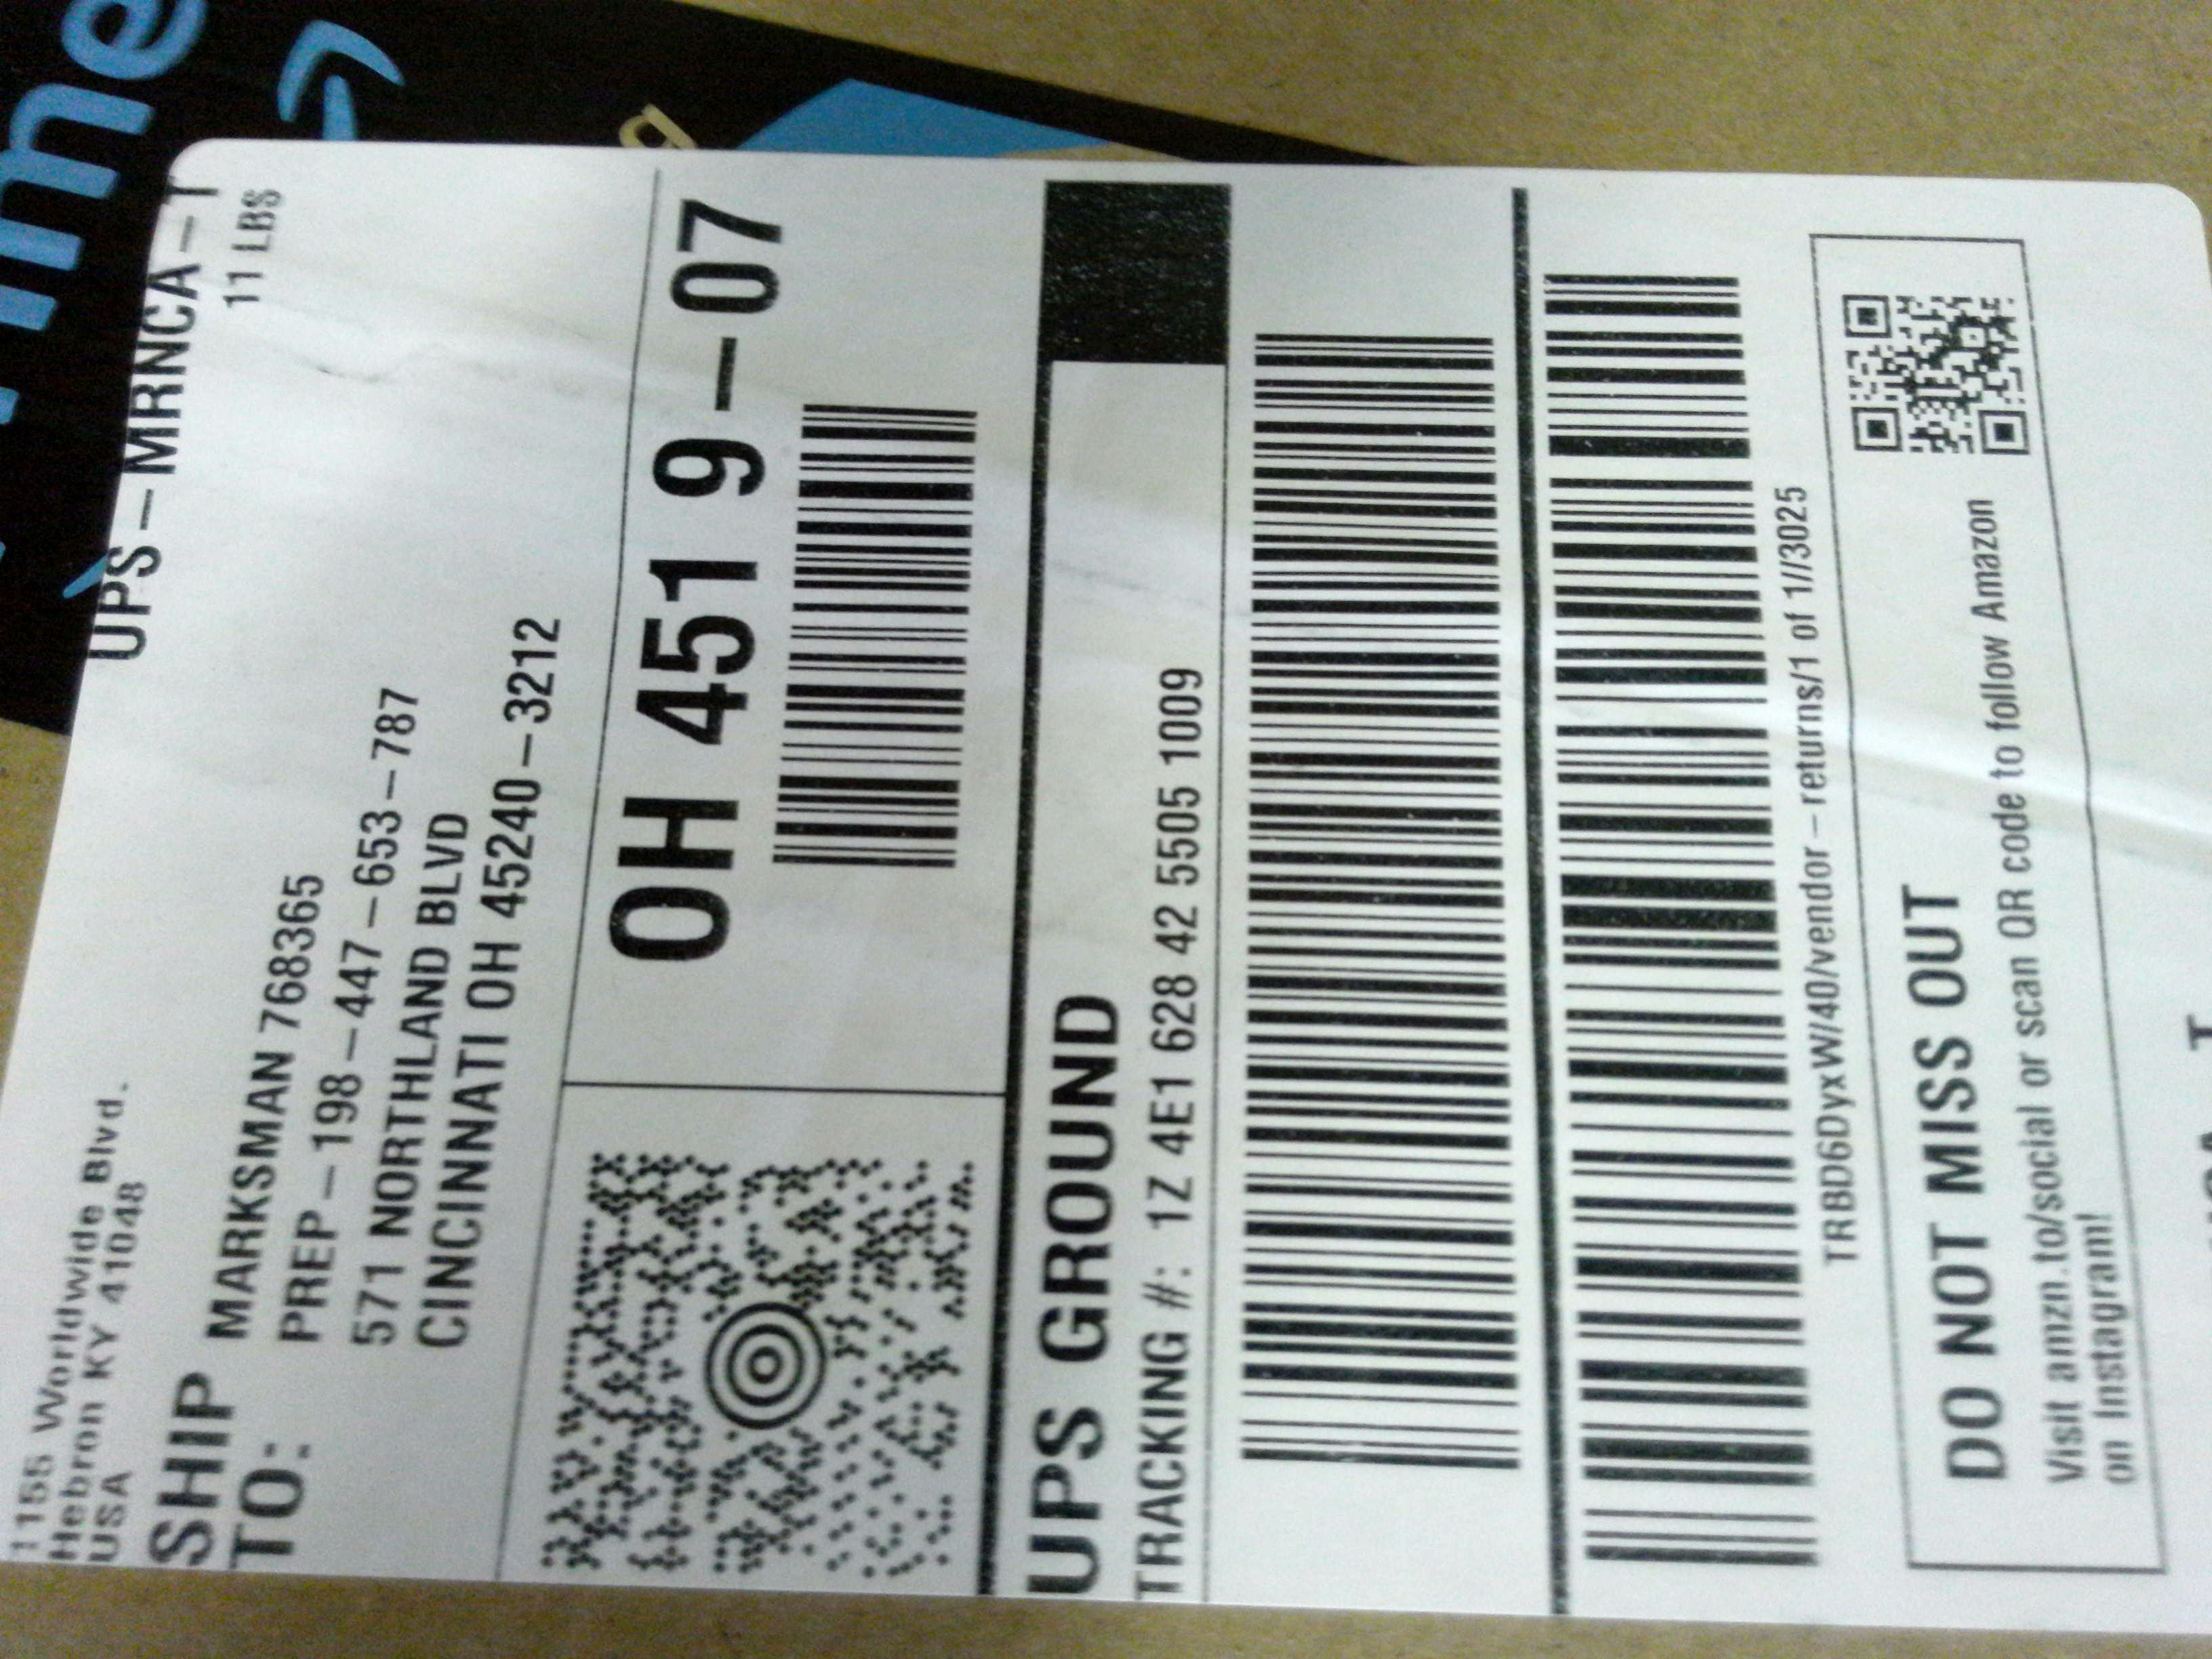 1155 Worldwide Blvd.
Hebron KY 41048
USA
UPS-MRNCA-T
11 LBS
SHIP TO:
MARKSMAN 768365
PREP-198-447-653-787
571 NORTHLAND BLVD
CINCINNATI OH 45240-3212
OH 451 9-07
UPS GROUND
TRACKING #: 1Z 4E1 628 42 5505 1009
TRBD6DyxW/40/vendor-returns/1 of 1//3025
DO NOT MISS OUT
Visit amzn.to/social or scan QR code to follow Amazon
on Instagram!